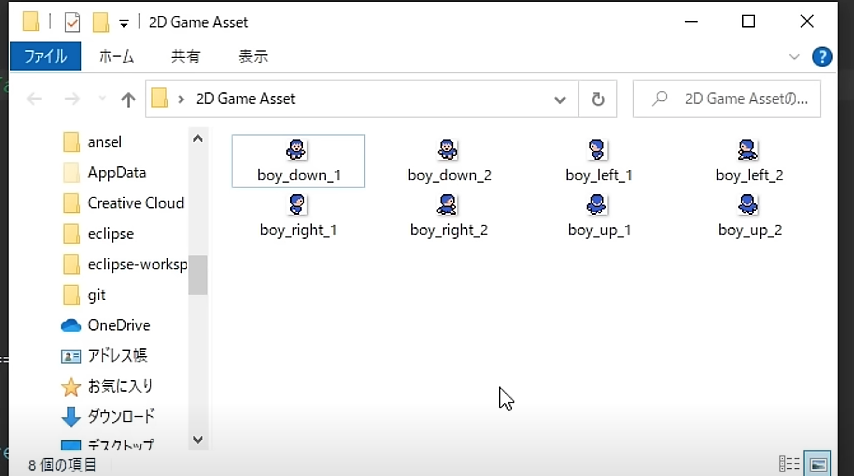 2D Game Asset
ファイル ホーム 共有 表示
2D Game Asset 2D Game Assetの...
ansel
AppData
Creative Cloud
eclipse
eclipse-worksp
git
OneDrive
アドレス帳
お気に入り
ダウンロード
デスクトップ
boy_down_1 boy_down_2 boy_left_1 boy_left_2
boy_right_1 boy_right_2 boy_up_1 boy_up_2
8 個の項目